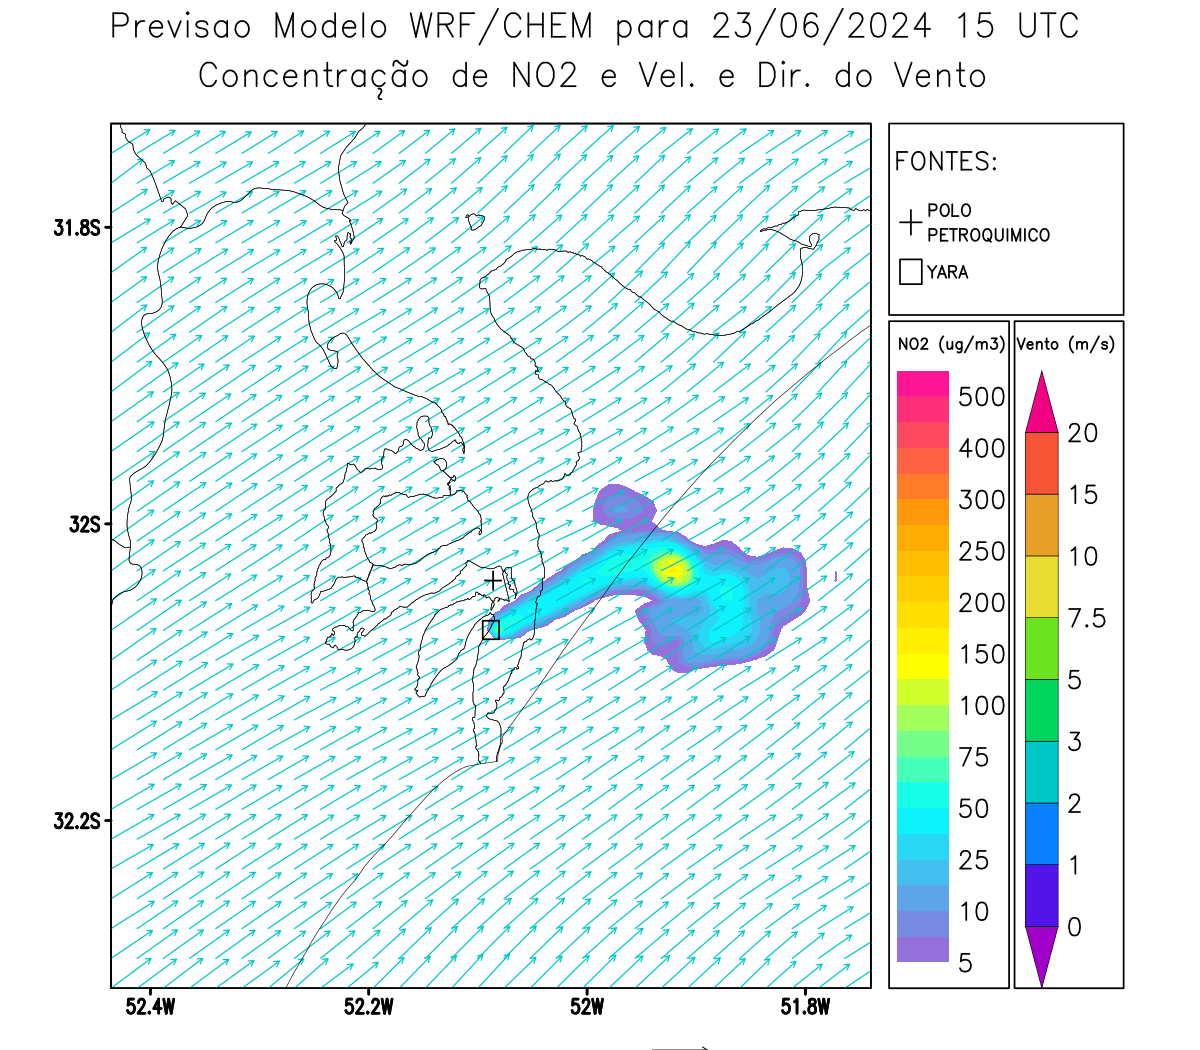 Previsao Modelo WRF/CHEM para 23/06/2024 15 UTC
Concentração de NO2 e Vel. e Dir. do Vento
FONTES:
POLO
PETROQUIMICO
YARA
NO2 (ug/m3)
500
400
300
250
200
150
100
75
50
25
10
5
Vento (m/s)
20
15
10
7.5
5
3
2
1
0
31.8S
32S
32.2S
52.4W
52.2W
52W
51.8W